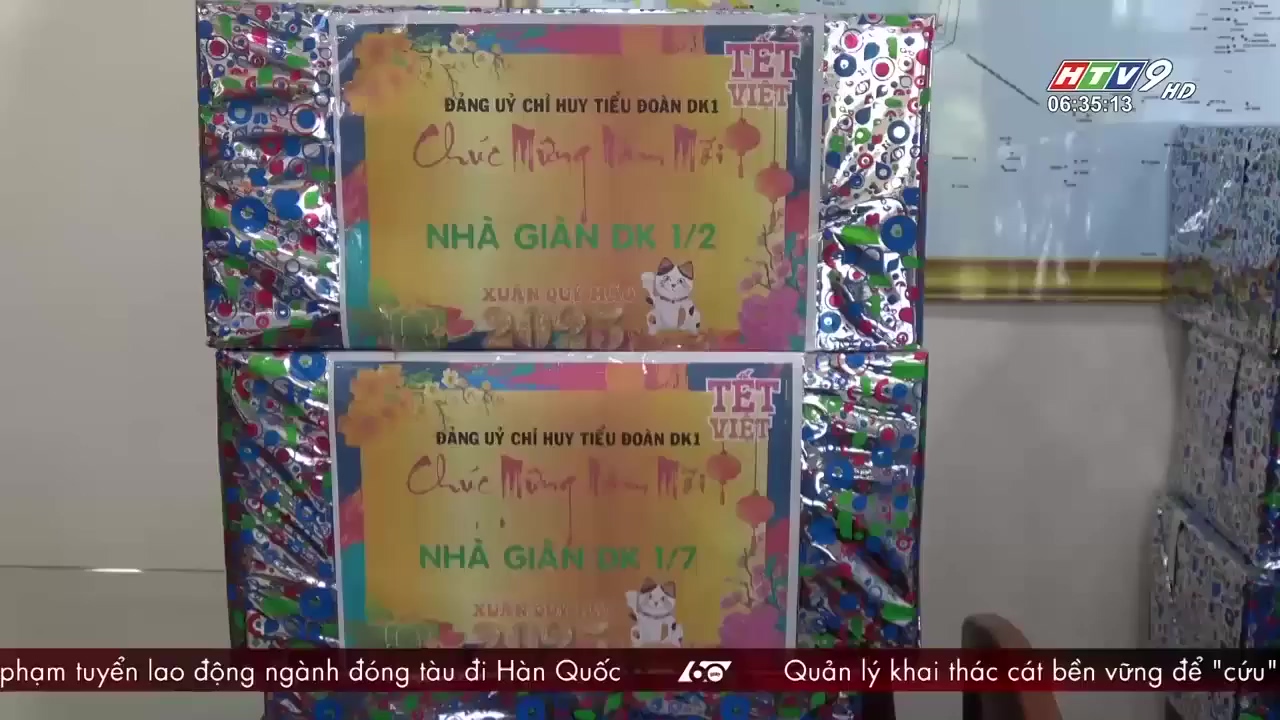 HTV9 HD
06:35:13
TẾT
VIỆT
ĐẢNG UỶ CHỈ HUY TIỂU ĐOÀN DK1
Chúc Mừng Năm Mới
NHÀ GIÀN DK 1/2
XUÂN QUÝ MÃO
2023
TẾT
VIỆT
ĐẢNG UỶ CHỈ HUY TIỂU ĐOÀN DK1
Chúc Mừng Năm Mới
NHÀ GIÀN DK 1/7
XUÂN QUÝ
phạm tuyển lao động ngành đóng tàu đi Hàn Quốc 60 giây Quản lý khai thác cát bền vững để "cứu"